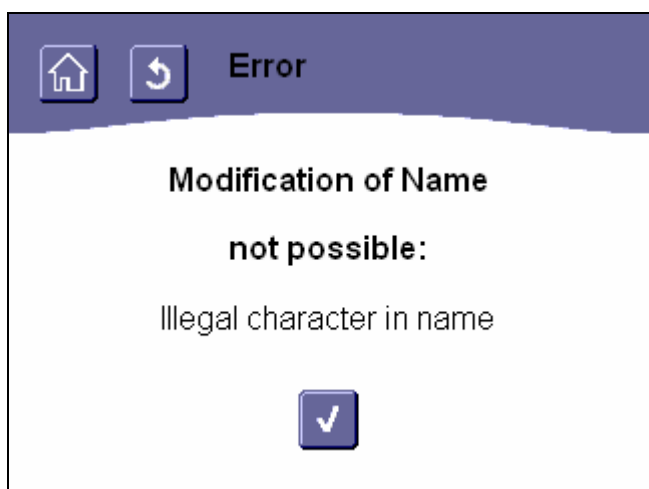 Error
Modification of Name
not possible:
Illegal character in name